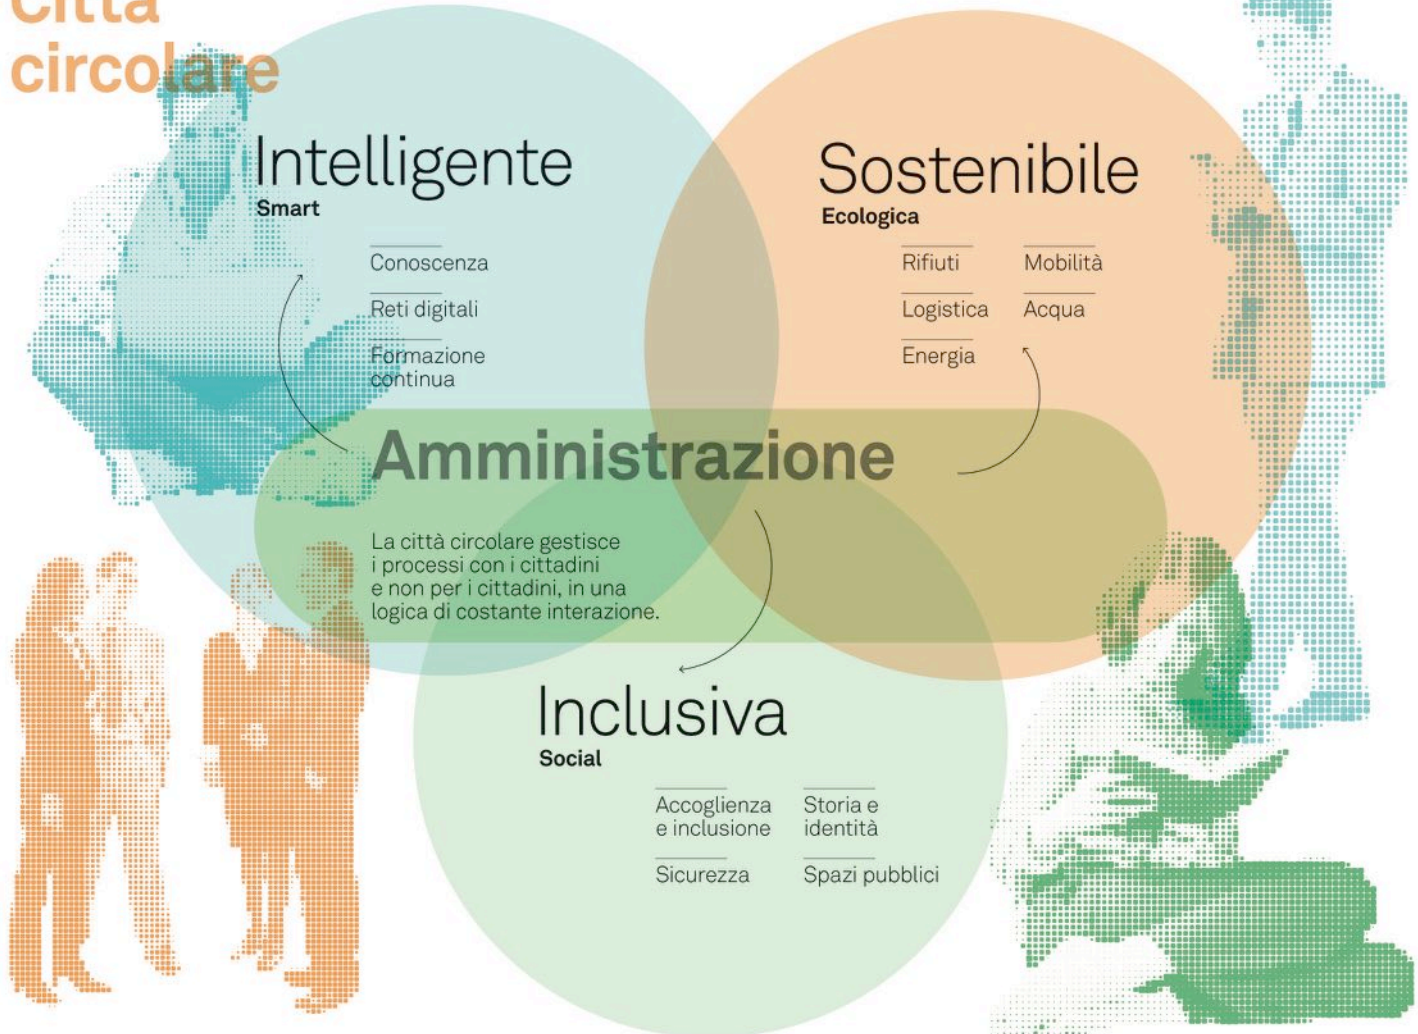 Città
circolare
Intelligente
Smart
Conoscenza
Reti digitali
Formazione
continua
Sostenibile
Ecologica
Rifiuti
Mobilità
Logistica
Acqua
Energia
Amministrazione
La città circolare gestisce
i processi con i cittadini
e non per i cittadini, in una
logica di costante interazione.
Inclusiva
Social
Accoglienza
e inclusione
Storia e
identità
Sicurezza
Spazi pubblici